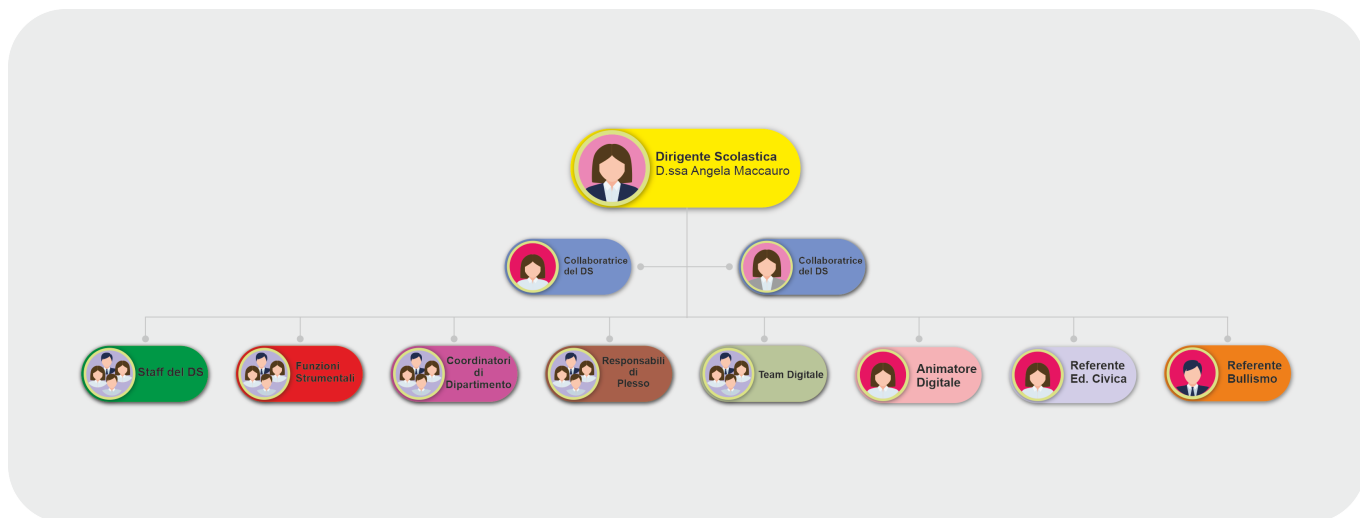 Dirigente Scolastica
D.ssa Angela Maccauro
Collaboratrice
del DS
Collaboratrice
del DS
Staff del DS
Funzioni
Strumentali
Coordinatori
di
Dipartimento
Responsabili
di
Plesso
Team Digitale
Animatore
Digitale
Referente
Ed. Civica
Referente
Bullismo